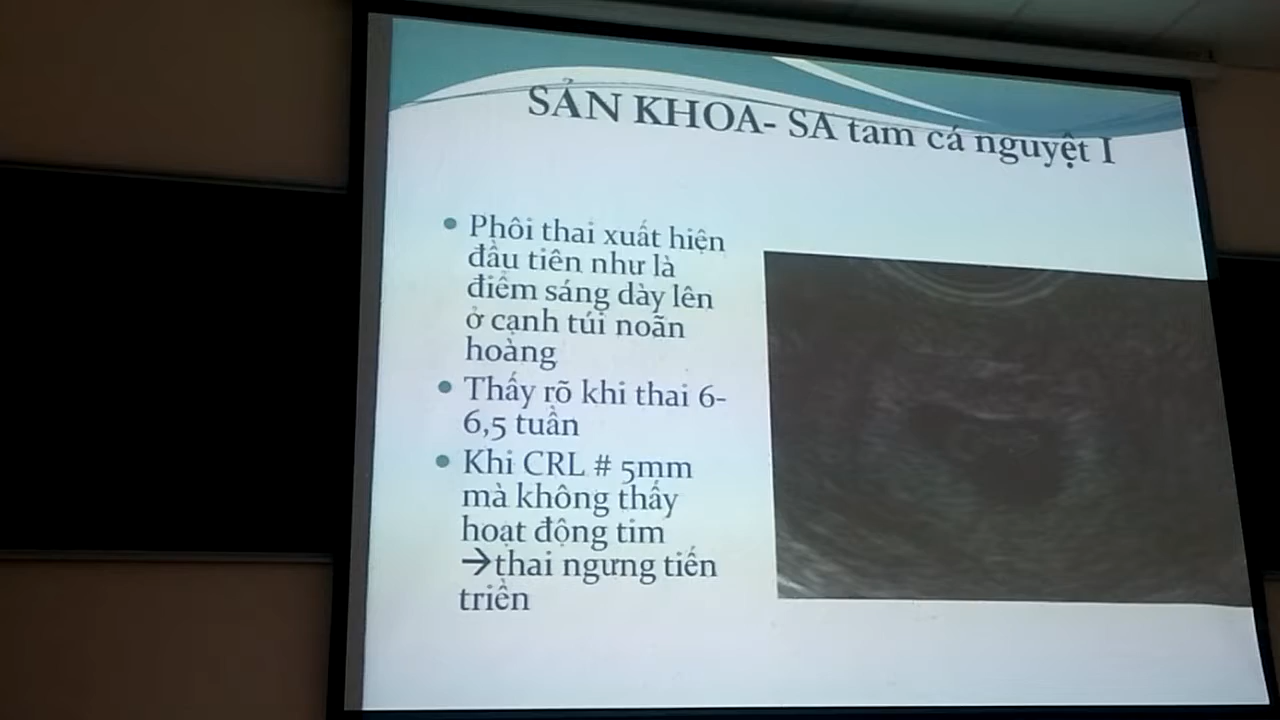 SẢN KHOA- SA tam cá nguyệt I
• Phôi thai xuất hiện
đầu tiên như là
điểm sáng dày lên
ở cạnh túi noãn
hoàng
• Thấy rõ khi thai 6-
6,5 tuần
• Khi CRL # 5mm
mà không thấy
hoạt động tim
→thai ngưng tiến
triển